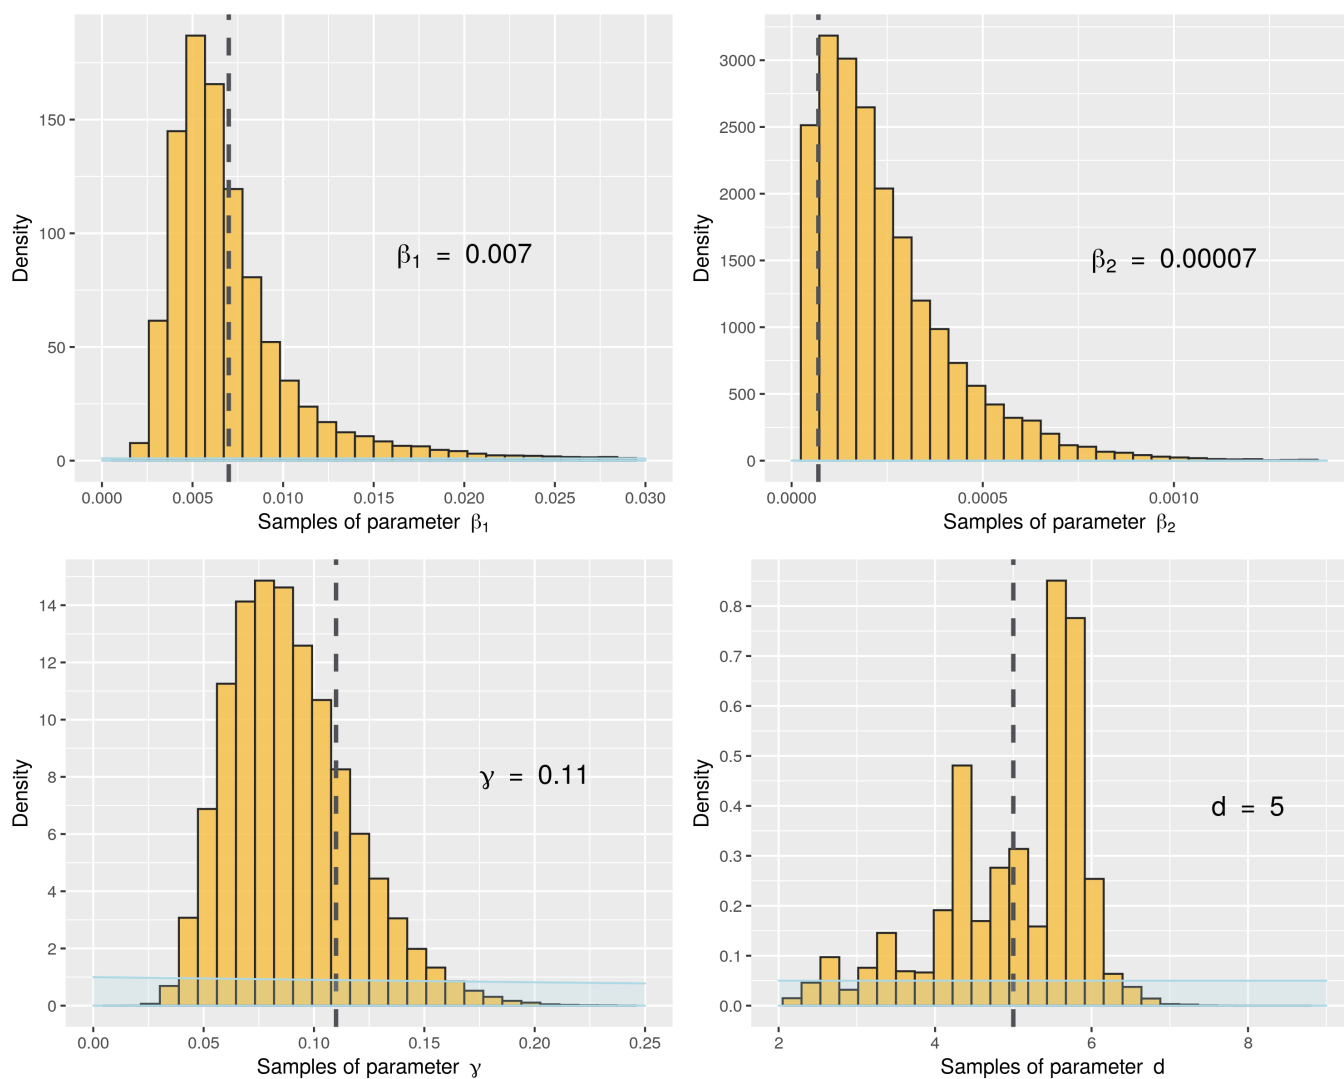 Density
150
100
50
0
β₁ = 0.007
0.000 0.005 0.010 0.015 0.020 0.025 0.030
Samples of parameter β₁
Density
3000
2500
2000
1500
1000
500
0
β₂ = 0.00007
0.0000 0.0005 0.0010
Samples of parameter β₂
Density
14
12
10
8
6
4
2
0
γ = 0.11
0.00 0.05 0.10 0.15 0.20 0.25
Samples of parameter γ
Density
0.8
0.7
0.6
0.5
0.4
0.3
0.2
0.1
0.0
d = 5
2 4 6 8
Samples of parameter d